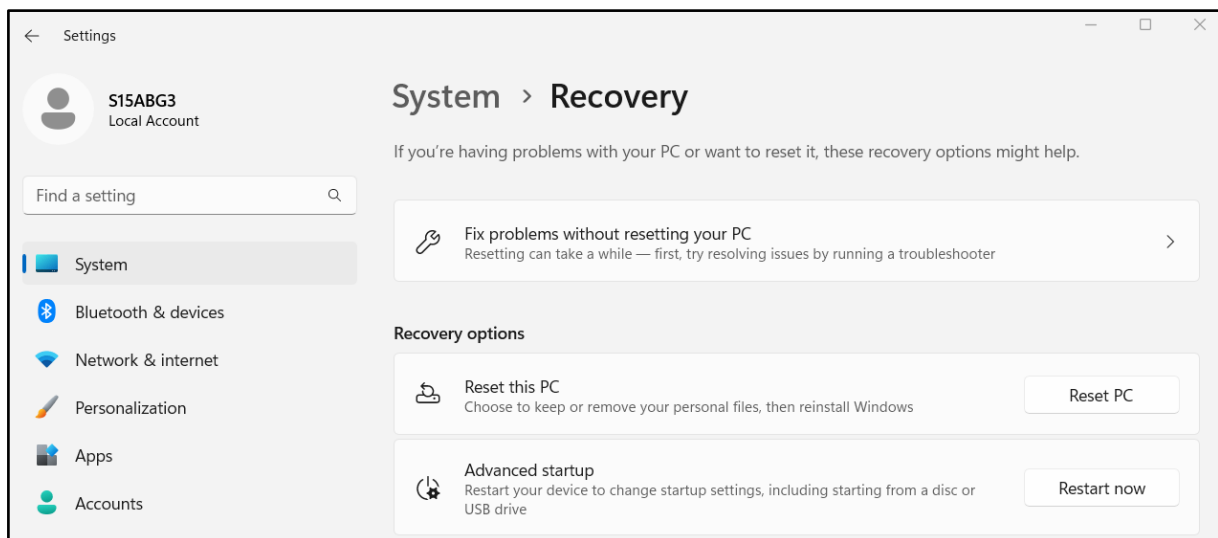 Settings
S15ABG3
Local Account
Find a setting
System
Bluetooth & devices
Network & internet
Personalization
Apps
Accounts
System > Recovery
If you're having problems with your PC or want to reset it, these recovery options might help.
Fix problems without resetting your PC
Resetting can take a while — first, try resolving issues by running a troubleshooter
Recovery options
Reset this PC
Choose to keep or remove your personal files, then reinstall Windows
Reset PC
Advanced startup
Restart your device to change startup settings, including starting from a disc or
USB drive
Restart now